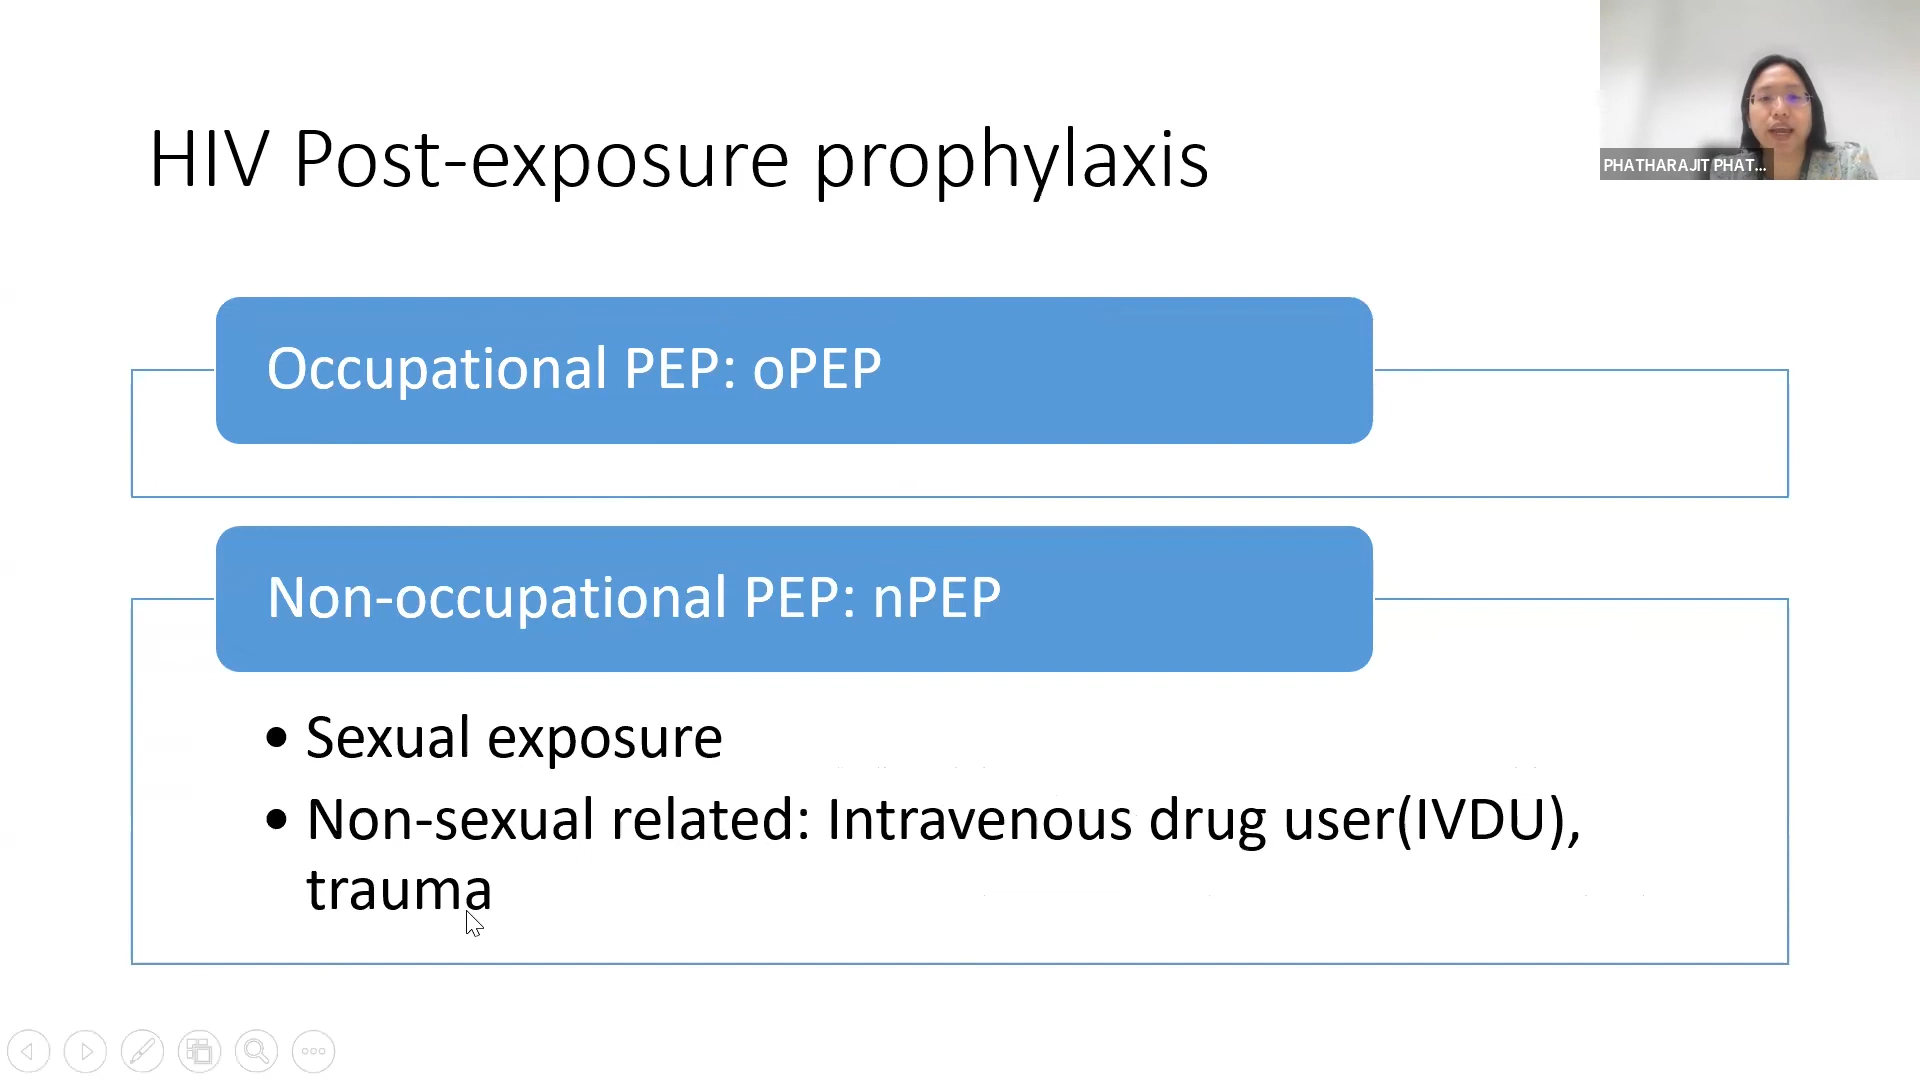 HIV Post-exposure prophylaxis
PHATHARAJIT PHAT...
Occupational PEP: oPEP
Non-occupational PEP: nPEP
• Sexual exposure
• Non-sexual related: Intravenous drug user(IVDU),
trauma